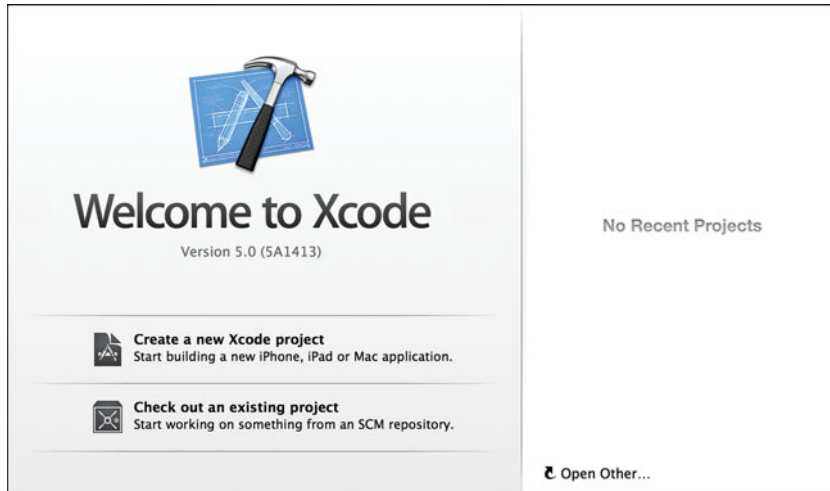 Welcome to Xcode
Version 5.0 (5A1413)
Create a new Xcode project
Start building a new iPhone, iPad or Mac application.
Check out an existing project
Start working on something from an SCM repository.
No Recent Projects
Open Other...